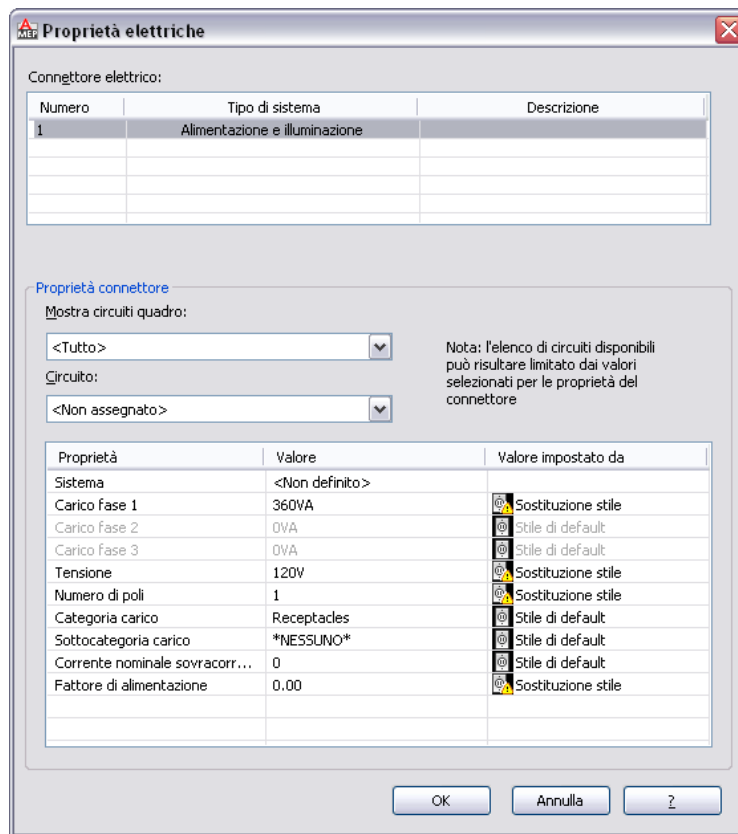 Proprietà elettriche
Connettore elettrico:
Numero Tipo di sistema Descrizione
1 Alimentazione e illuminazione
Proprietà connettore
Mostra circuiti quadro:
<Tutto>
Nota: l'elenco di circuiti disponibili
può risultare limitato dai valori
selezionati per le proprietà del
connettore
Circuito:
<Non assegnato>
Proprietà Valore Valore impostato da
Sistema <Non definito>
Carico fase 1 360VA Sostituzione stile
Carico fase 2 0VA Stile di default
Carico fase 3 0VA Stile di default
Tensione 120V Sostituzione stile
Numero di poli 1 Sostituzione stile
Categoria carico Receptacles Stile di default
Sottocategoria carico *NESSUNO* Stile di default
Corrente nominale sovracorr... 0 Stile di default
Fattore di alimentazione 0.00 Sostituzione stile
OK Annulla ?